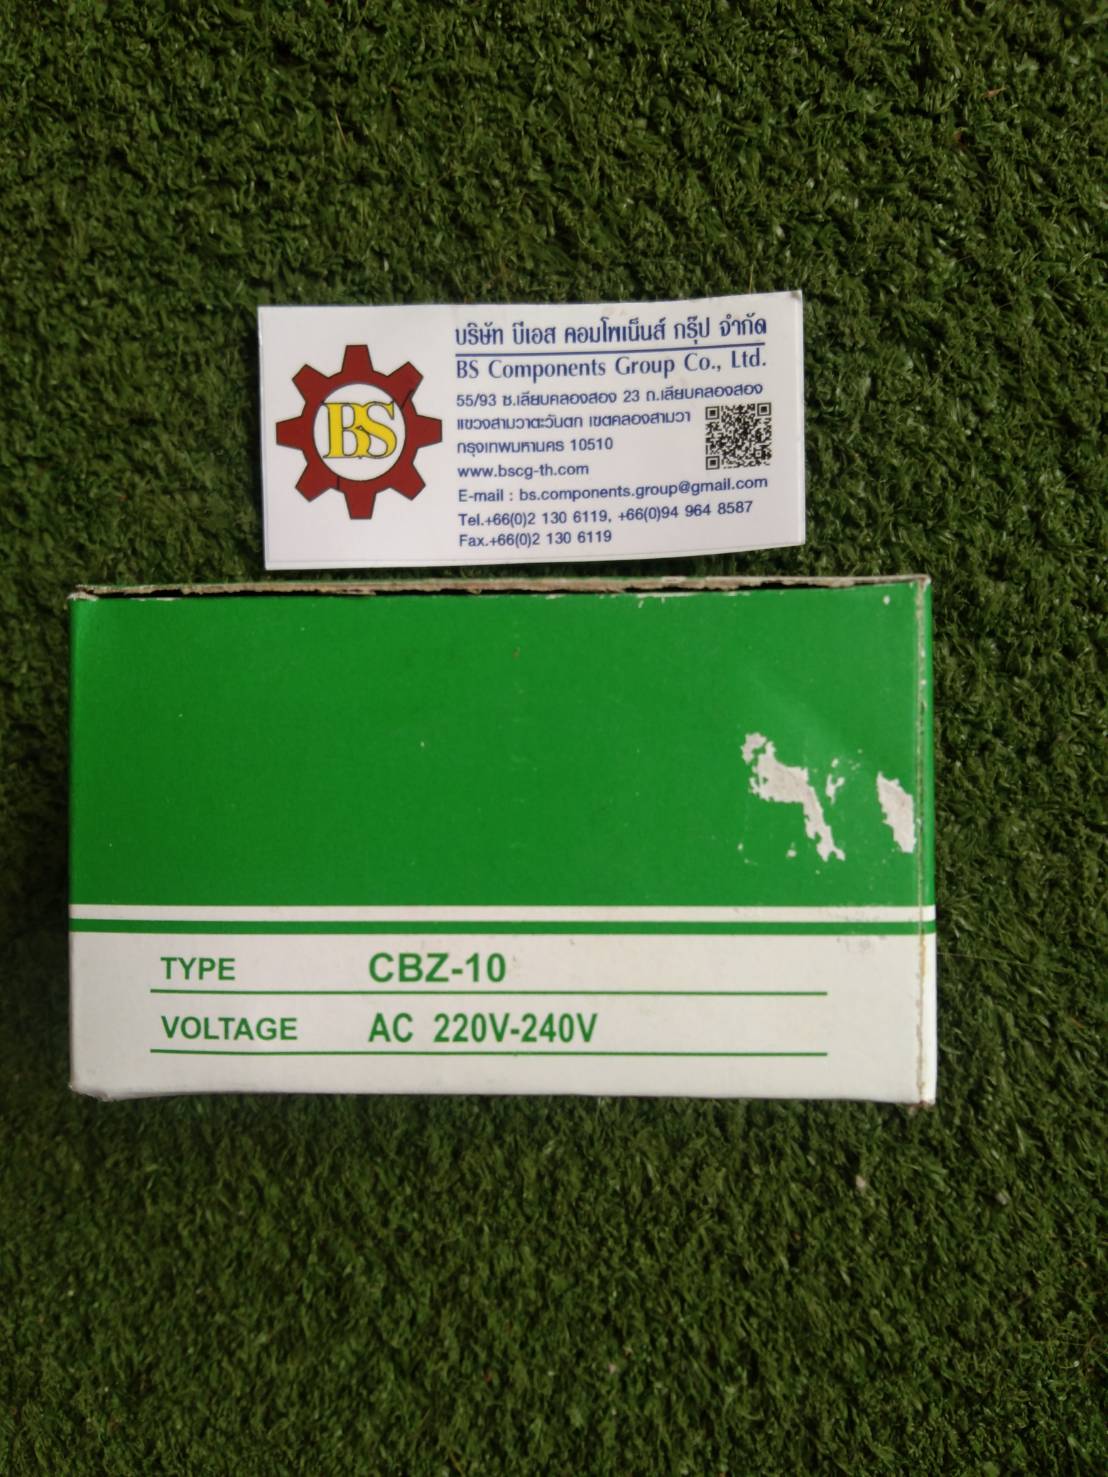 BS
บริษัท บีเอส คอมโพเน็นส์ กรุ๊ป จำกัด
BS Components Group Co., Ltd.
55/93 ซ.เลียบคลองสอง 23 ถ.เลียบคลองสอง
แขวงสามวาตะวันตก เขตคลองสามวา
กรุงเทพมหานคร 10510
www.bscg-th.com
E-mail : bs.components.group@gmail.com
Tel.+66(0)2 130 6119, +66(0)94 964 8587
Fax.+66(0)2 130 6119
TYPE CBZ-10
VOLTAGE AC 220V-240V